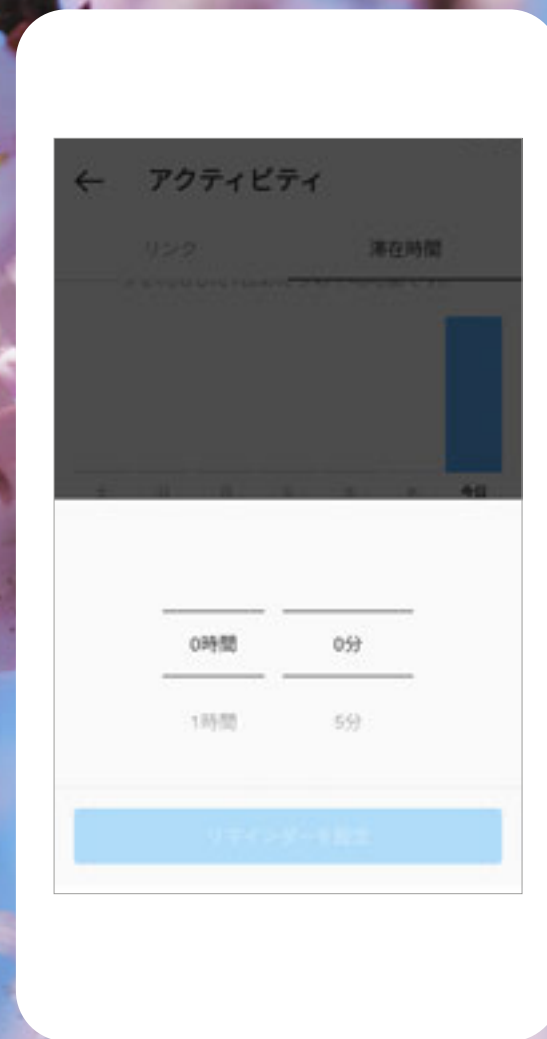 ← アクティビティ
リンク 滞在時間
今日
0時間 0分
1時間 5分
リマインダーを設定